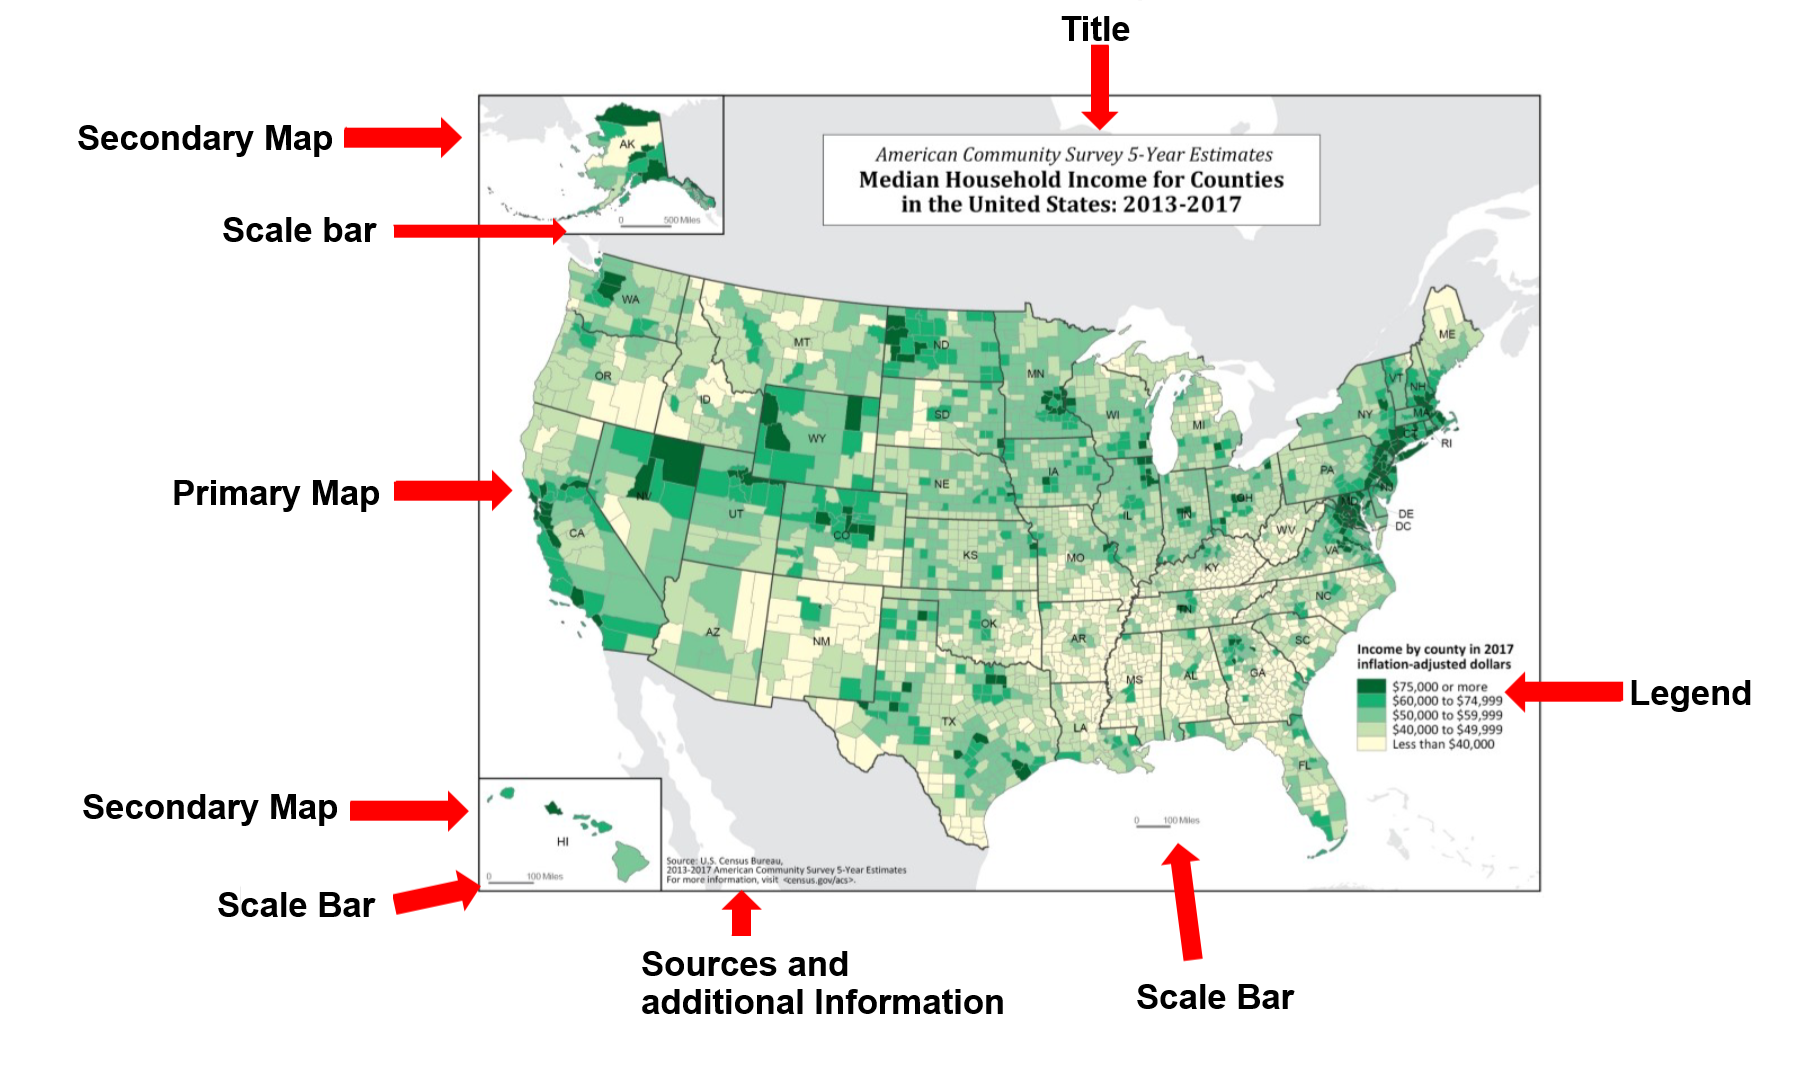 Title
Secondary Map
American Community Survey 5-Year Estimates
Median Household Income for Counties
in the United States: 2013-2017
AK
0 500 Miles
Scale bar
WA
MT
ND
MN
ME
OR
ID
SD
WI
MI
VT
NH
NY
MA
CT
RI
WY
IA
PA
NJ
Primary Map
NV
NE
OH
MD
DE
DC
UT
IL
IN
WV
CA
CO
KS
MO
VA
KY
NC
TN
AZ
NM
OK
AR
SC
MS
AL
GA
TX
LA
FL
Income by county in 2017
inflation-adjusted dollars
$75,000 or more
$60,000 to $74,999
$50,000 to $59,999
$40,000 to $49,999
Less than $40,000
Legend
Secondary Map
HI
0 100 Miles
0 100 Miles
Source: U.S. Census Bureau,
2013-2017 American Community Survey 5-Year Estimates
For more information, visit <census.gov/acs>.
Scale Bar
Sources and
additional Information
Scale Bar